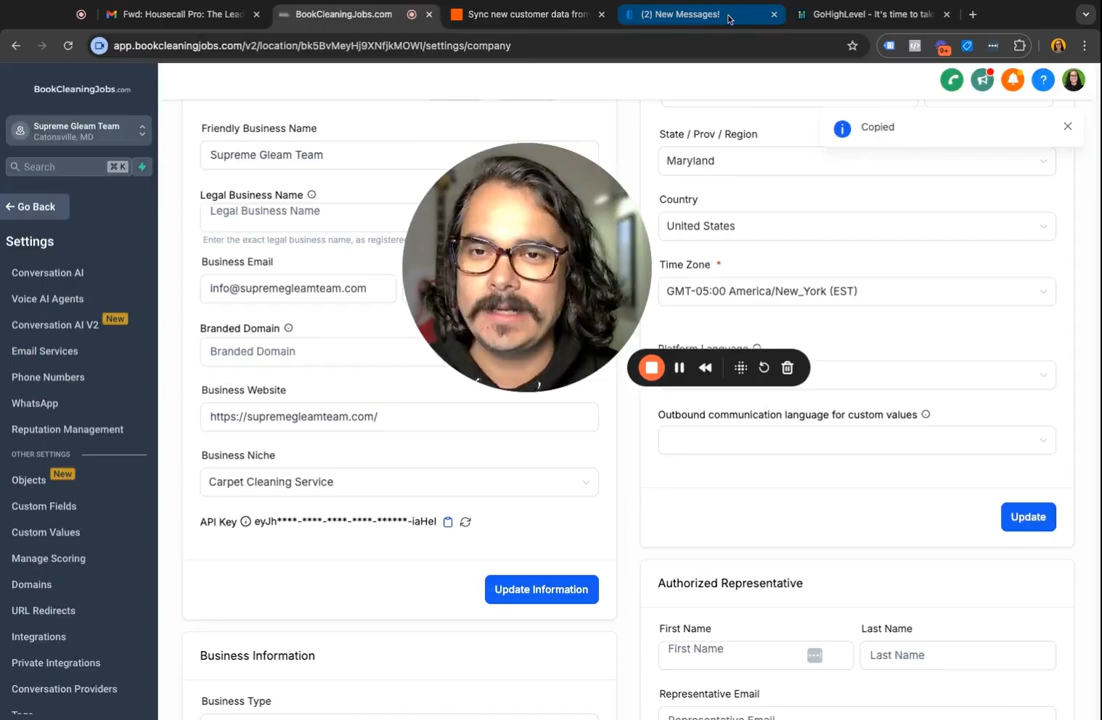 Fwd: Housecall Pro: The Lead
BookCleaningJobs.com
Sync new customer data from
(2) New Messages!
GoHighLevel - It's time to take
app.bookcleaningjobs.com/v2/location/bk5BvMeyHj9XNfjkMOWI/settings/company
9+
BookCleaningJobs.com
Supreme Gleam Team
Catonsville, MD
Search
⌘ K
Go Back
Settings
Conversation AI
Voice AI Agents
Conversation AI V2
New
Email Services
Phone Numbers
WhatsApp
Reputation Management
OTHER SETTINGS
Objects
New
Custom Fields
Custom Values
Manage Scoring
Domains
URL Redirects
Integrations
Private Integrations
Conversation Providers
Tags
Friendly Business Name
Supreme Gleam Team
Legal Business Name
Legal Business Name
Enter the exact legal business name, as registere
Business Email
info@supremegleamteam.com
Branded Domain
Branded Domain
Business Website
https://supremegleamteam.com/
Business Niche
Carpet Cleaning Service
API Key
eyJh****-****-****-****-******-iaHeI
Update Information
Business Information
Business Type
Copied
State / Prov / Region
Maryland
Country
United States
Time Zone *
GMT-05:00 America/New_York (EST)
Platform Language
Outbound communication language for custom values
Update
Authorized Representative
First Name
Last Name
First Name
Last Name
Representative Email
Representative Email